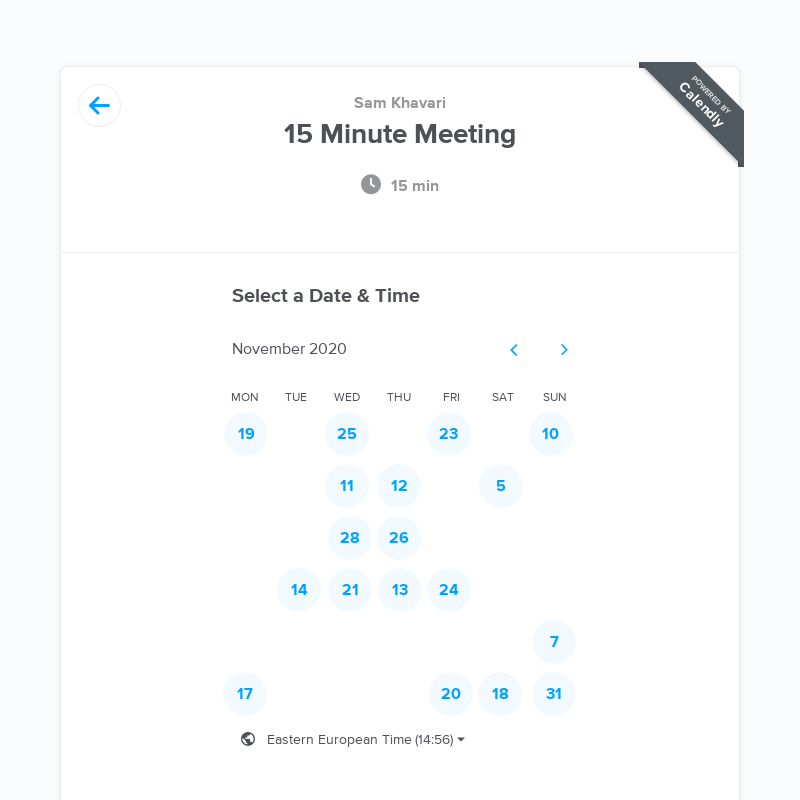 Sam Khavari
15 Minute Meeting
15 min
POWERED BY
Calendly
Select a Date & Time
November 2020
MON TUE WED THU FRI SAT SUN
19 25 23 10
11 12 5
28 26
14 21 13 24
7
17 20 18 31
Eastern European Time (14:56)